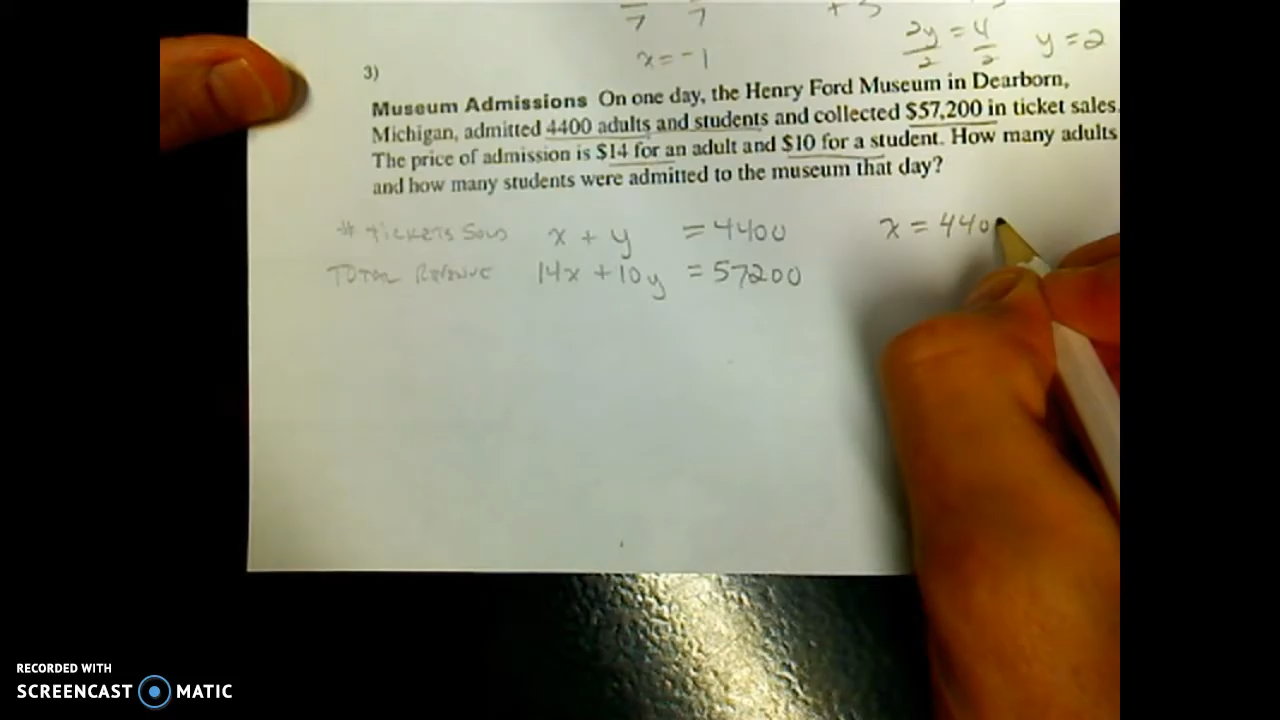 7 7 + 5
2y = 4 y = 2
2 2
x = -1
3)
Museum Admissions On one day, the Henry Ford Museum in Dearborn,
Michigan, admitted 4400 adults and students and collected $57,200 in ticket sales.
The price of admission is $14 for an adult and $10 for a student. How many adults
and how many students were admitted to the museum that day?
# Tickets Sold x + y = 4400 x = 440
Total Revenue 14x + 10y = 57200
RECORDED WITH
SCREENCAST MATIC